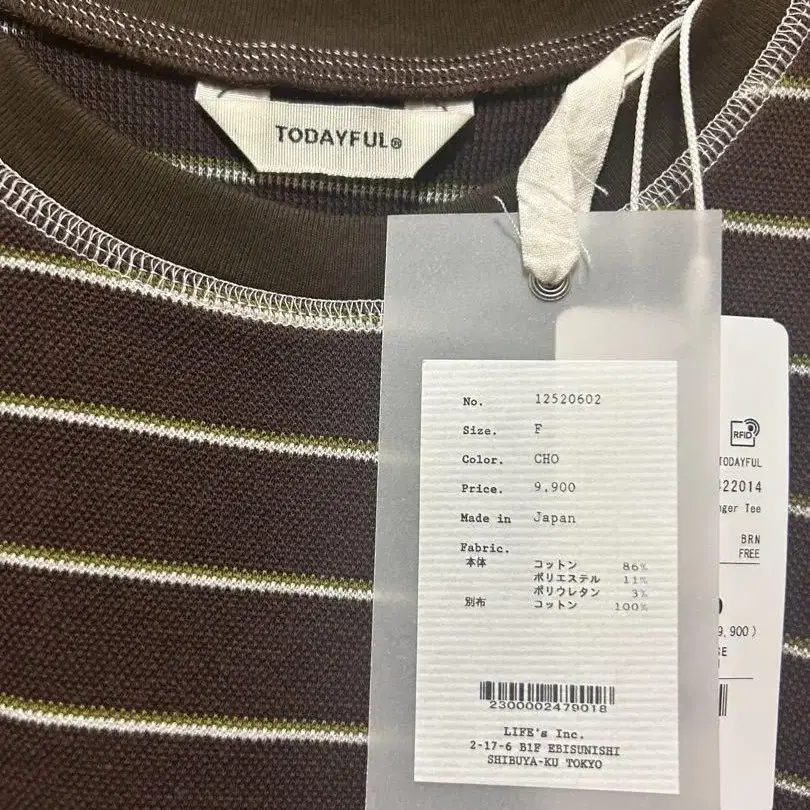 TODAYFUL®
No. 12520602
Size. F
Color. CHO
Price. 9,900
Made in Japan
Fabric.
本体 コットン 86%
ポリエステル 11%
ポリウレタン 3%
別布 コットン 100%
2300002479018
LIFE's Inc.
2-17-6 B1F EBISUNISHI
SHIBUYA-KU TOKYO
RFID
TODAYFUL
22014
Tee
BRN
FREE
9,900)